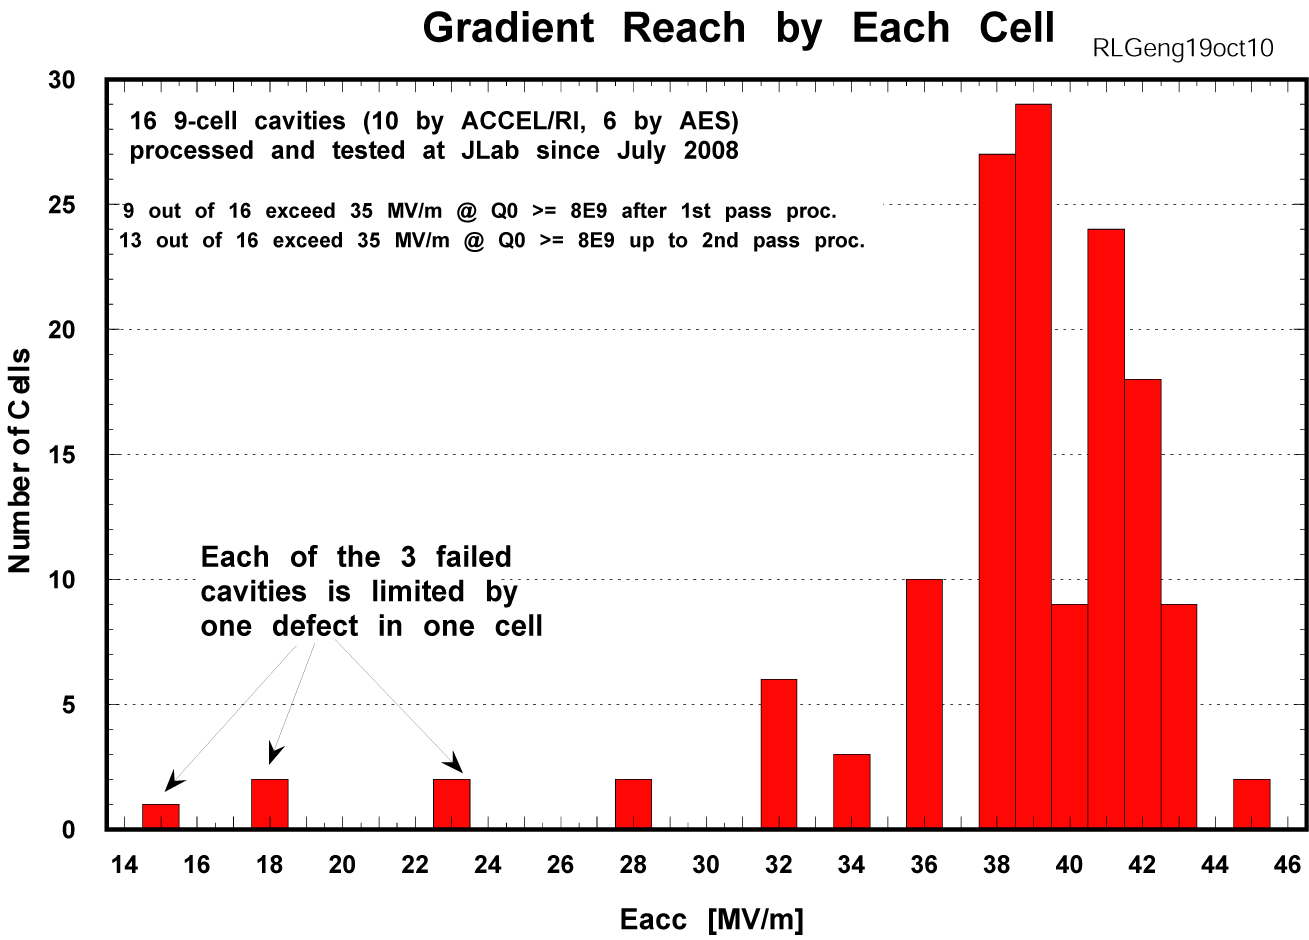 Gradient Reach by Each Cell
RLGeng19oct10
16 9-cell cavities (10 by ACCEL/RI, 6 by AES)
processed and tested at JLab since July 2008
9 out of 16 exceed 35 MV/m @ Q0 >= 8E9 after 1st pass proc.
13 out of 16 exceed 35 MV/m @ Q0 >= 8E9 up to 2nd pass proc.
Each of the 3 failed
cavities is limited by
one defect in one cell
Number of Cells
30
25
20
15
10
5
0
14 16 18 20 22 24 26 28 30 32 34 36 38 40 42 44 46
Eacc [MV/m]